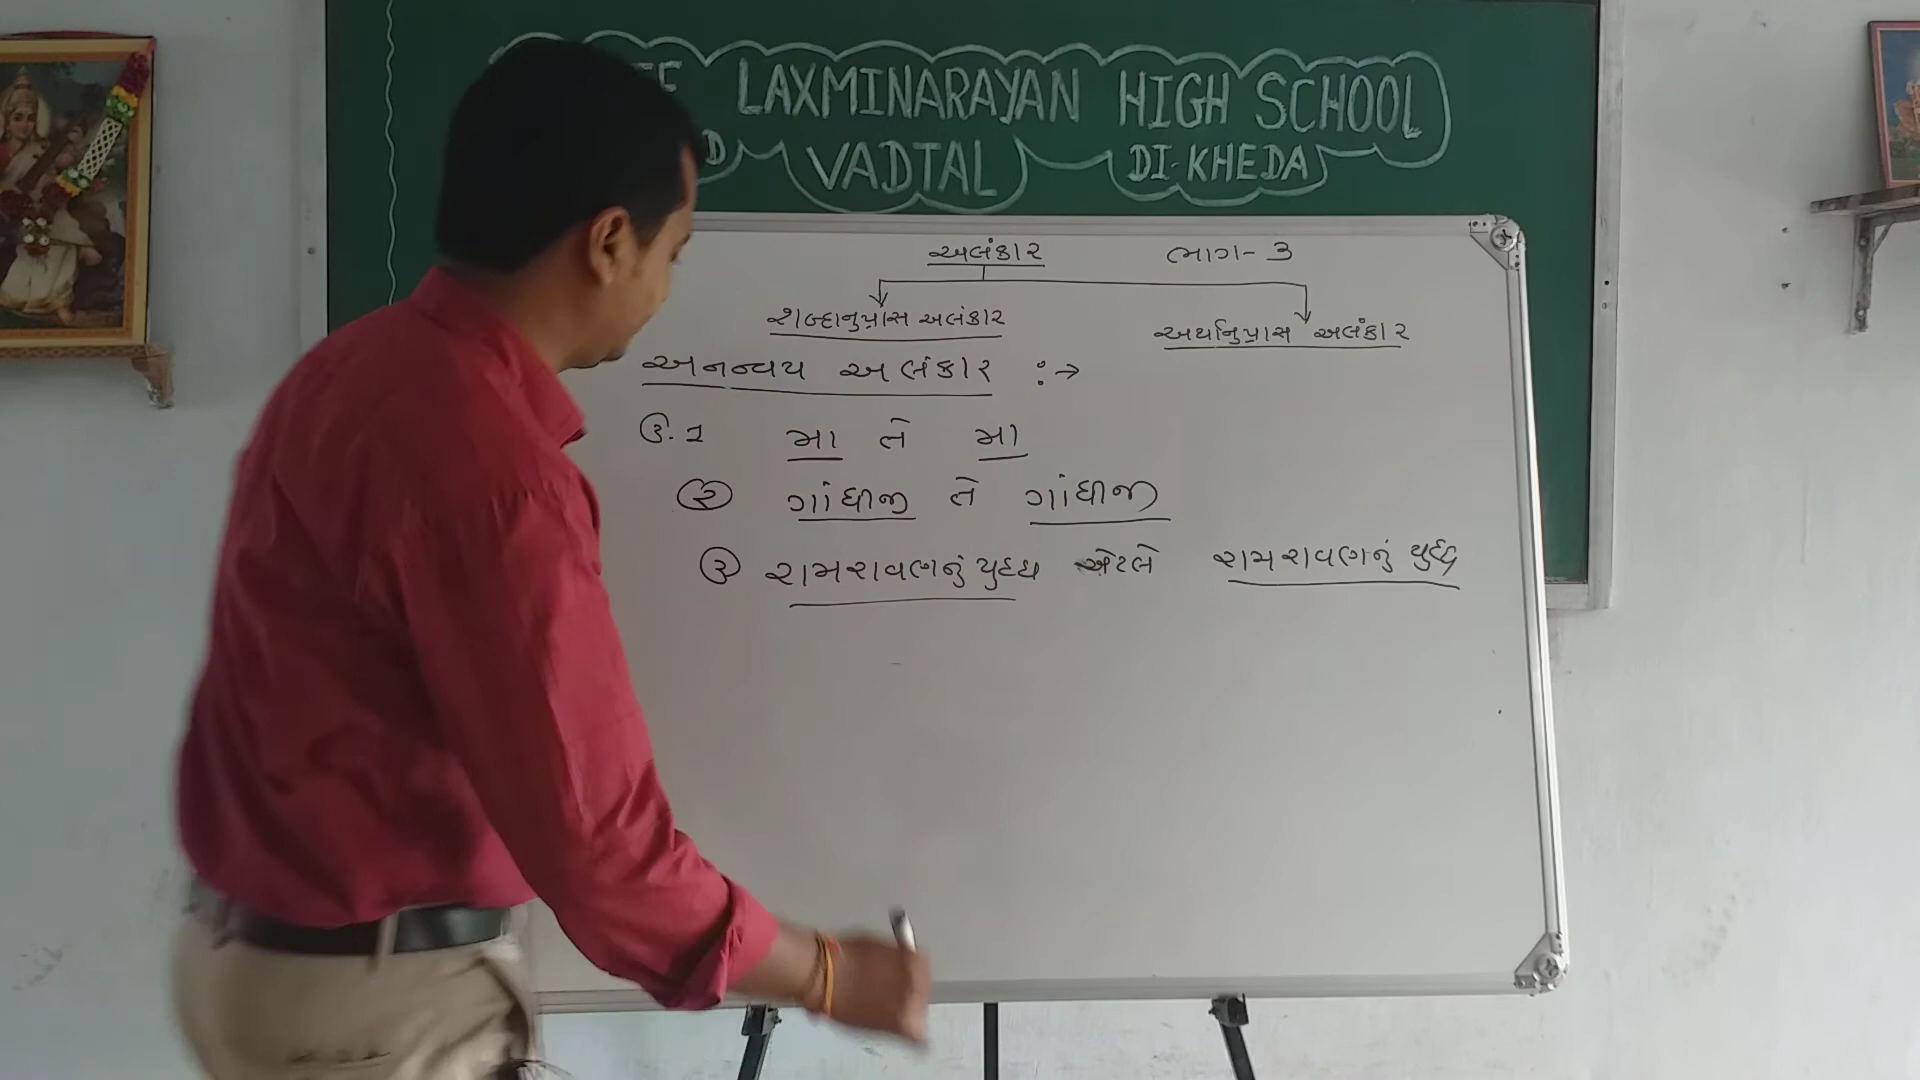 LAXMINARAYAN HIGH SCHOOL
VADTAL DI-KHEDA
અલંકાર ભાગ-૩
શબ્દાનુપ્રાસ અલંકાર
અર્થાનુપ્રાસ અલંકાર
અનન્વય અલંકાર :→
ઉ.૧ મા તે મા
૨ ગાંધીજી તે ગાંધીજી
૩ રામરાવણનું યુદ્ધ એટલે રામરાવણનું યુદ્ધ